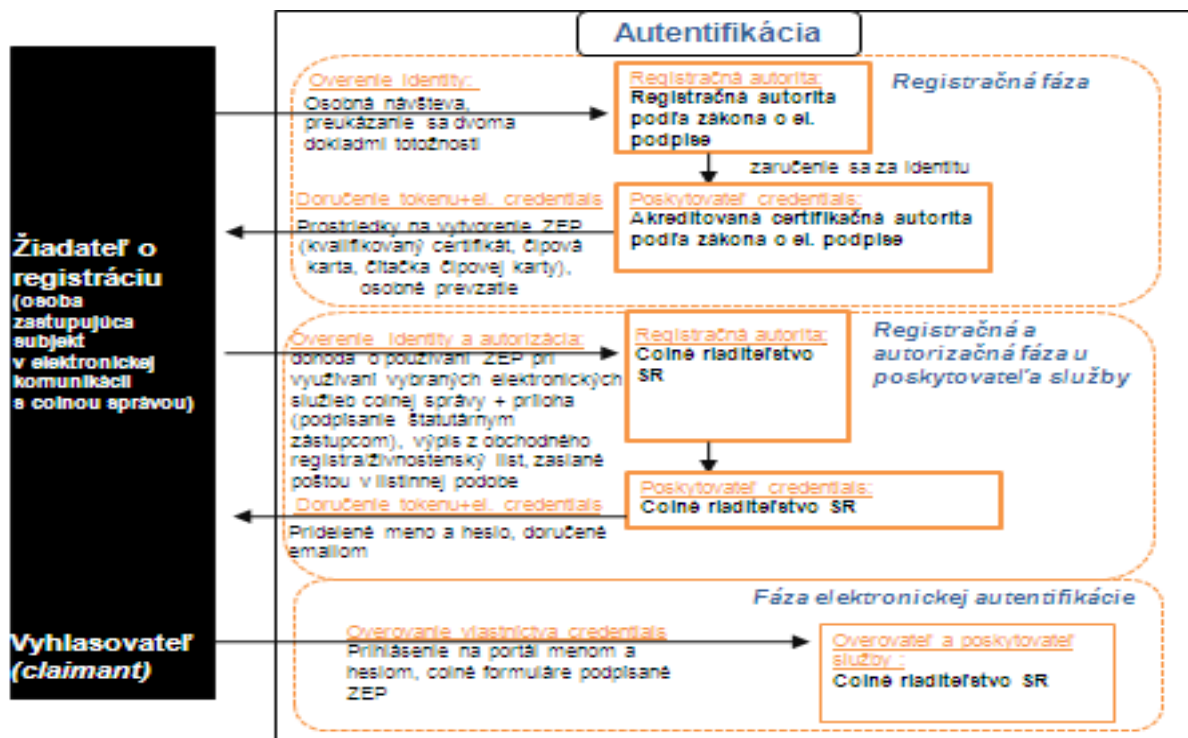 Autentifikácia
Overenie identity:
Osobná návšteva,
preukázanie sa dvoma
dokladmi totožnosti
Registračná autorita:
Registračná autorita
podľa zákona o el.
podpise
Registračná fáza
zaručenie sa za identitu
Doručenie tokenu+el. credentials
Prostriedky na vytvorenie ZEP
(kvalifikovaný certifikát, čipová
karta, čítačka čipovej karty),
osobné prevzatie
Poskytovateľ credentials:
Akreditovaná certifikačná autorita
podľa zákona o el. podpise
Žiadateľ o
registráciu
(osoba
zastupujúca
subjekt
v elektronickej
komunikácii
s colnou správou)
Overenie identity a autorizácia:
dohoda o používaní ZEP pri
využívaní vybraných elektronických
služieb colnej správy + príloha
(podpísanie štatutárnym
zástupcom), výpis z obchodného
registra/živnostenský list, zaslané
poštou v listinnej podobe
Registračná autorita:
Colné riaditeľstvo
SR
Registračná a
autorizačná fáza u
poskytovateľa služby
Doručenie tokenu+el. credentials
Pridelené meno a heslo, doručené
emailom
Poskytovateľ credentials:
Colné riaditeľstvo SR
Fáza elektronickej autentifikácie
Vyhlasovateľ
(claimant)
Overovanie vlastníctva credentials
Prihlásenie na portál menom a
heslom, colné formuláre podpísané
ZEP
Overovateľ a poskytovateľ
služby :
Colné riaditeľstvo SR